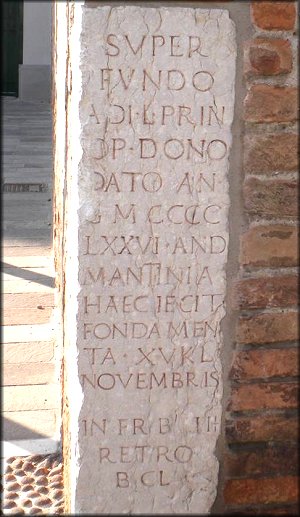 SVPER
FVNDO
A DI·L·PRIN
OP·DONO
DATO AN
G M CCCC
LXXVI·AND
MANTINIA
HAEC IECIT
FONDAMEN
TA·XV KL
NOVEMBRIS
IN FR B
RETRO
B CL